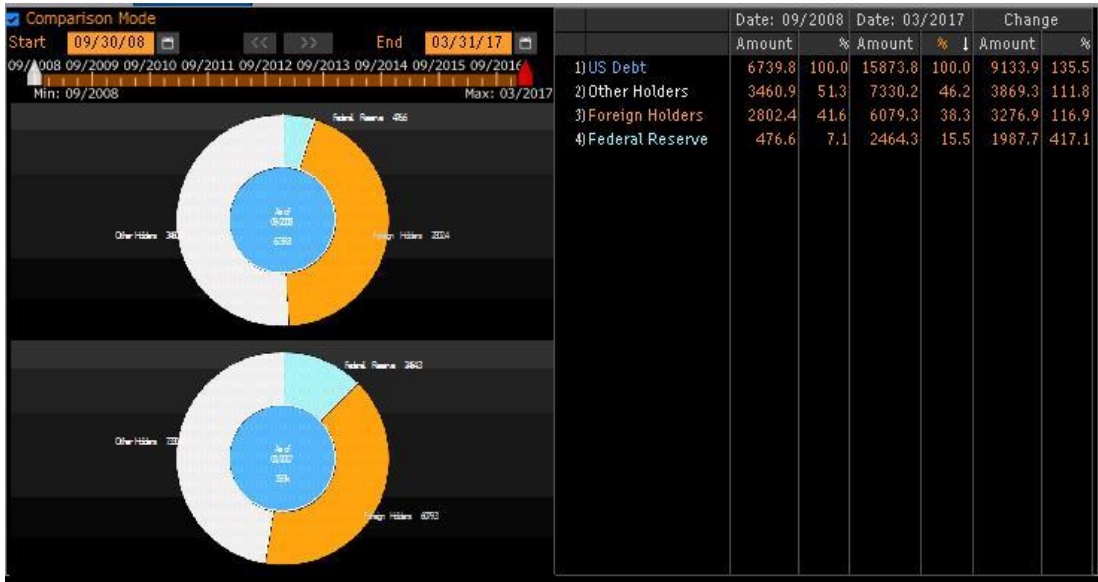 Comparison Mode
Start 09/30/08 << >> End 03/31/17
09/ 008 09/2009 09/2010 09/2011 09/2012 09/2013 09/2014 09/2015 09/2016
Min: 09/2008 Max: 03/2017
Federal Reserve
Other Holders Foreign Holders
As of
09/2008
Federal Reserve
Other Holders
As of
Foreign Holders
Date: 09/2008 Date: 03/2017 Change
Amount % Amount % ↓ Amount %
1) US Debt 6739.8 100.0 15873.8 100.0 9133.9 135.5
2) Other Holders 3460.9 51.3 7330.2 46.2 3869.3 111.8
3) Foreign Holders 2802.4 41.6 6079.3 38.3 3276.9 116.9
4) Federal Reserve 476.6 7.1 2464.3 15.5 1987.7 417.1